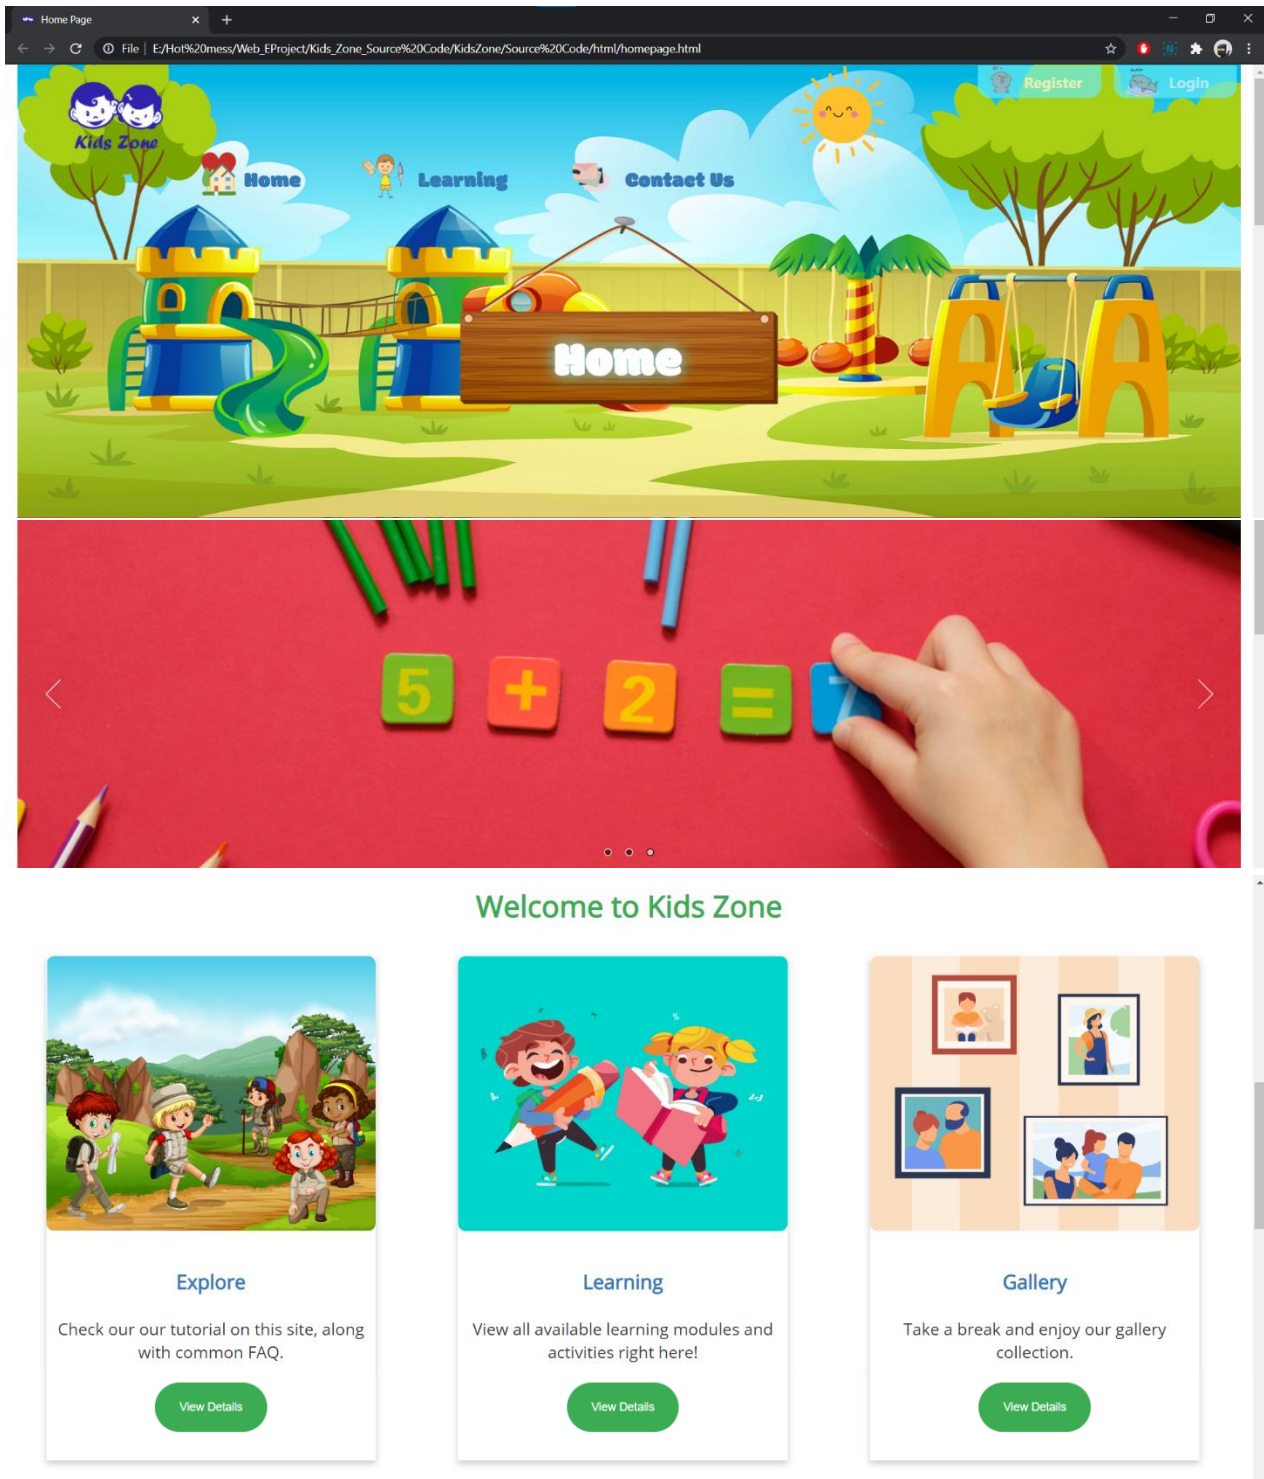 Home Page
File | E:/Hot%20mess/Web_EProject/Kids_Zone_Source%20Code/KidsZone/Source%20Code/html/homepage.html
Register
Login
Kids Zone
Home
Learning
Contact Us
Home
5 + 2 = 7
Welcome to Kids Zone
Explore
Check our our tutorial on this site, along
with common FAQ.
View Details
Learning
View all available learning modules and
activities right here!
View Details
Gallery
Take a break and enjoy our gallery
collection.
View Details